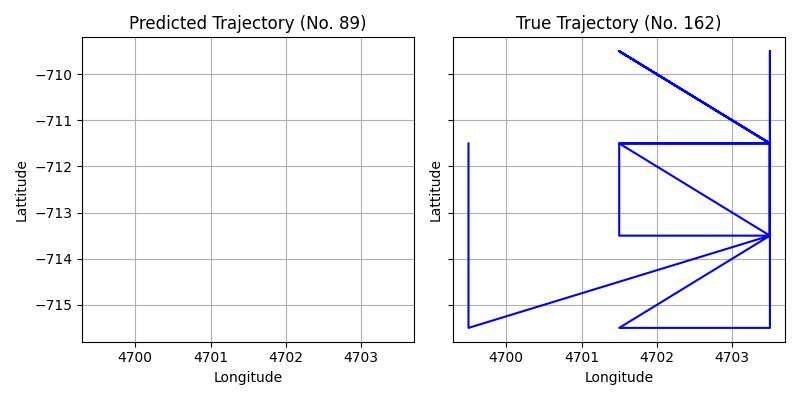 Predicted Trajectory (No. 89)
−710
−711
−712
−713
−714
−715
Lattitude
4700 4701 4702 4703
Longitude
True Trajectory (No. 162)
Lattitude
4700 4701 4702 4703
Longitude